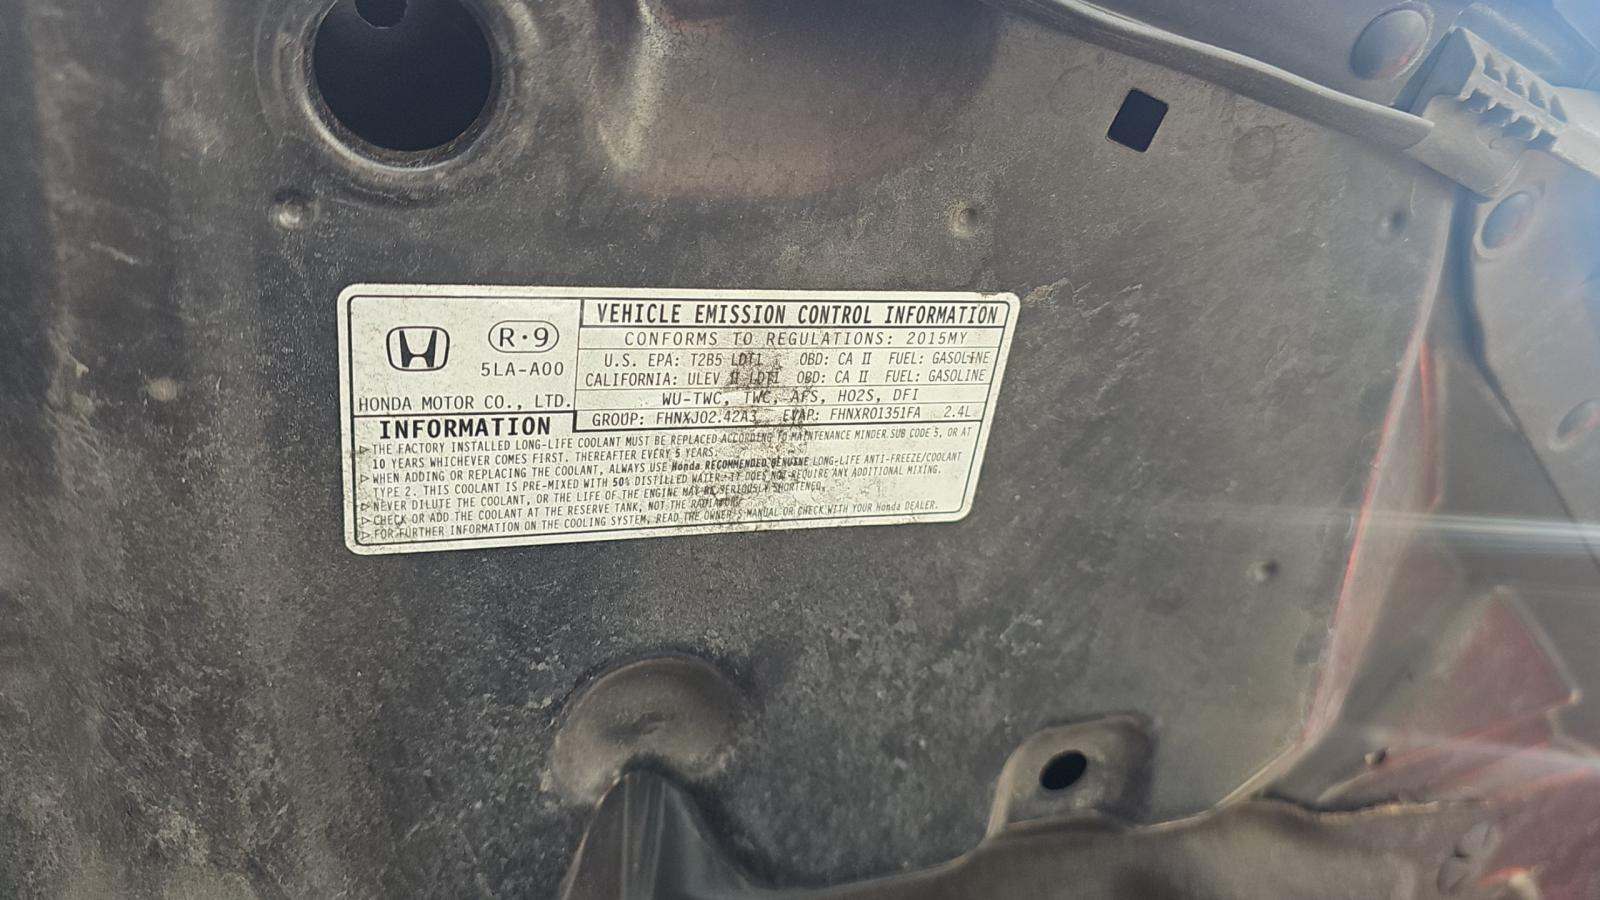 R·9
5LA-A00
HONDA MOTOR CO., LTD.
VEHICLE EMISSION CONTROL INFORMATION
CONFORMS TO REGULATIONS: 2015MY
U.S. EPA: T2B5 LDT1 OBD: CA II FUEL: GASOLINE
CALIFORNIA: ULEV II LDT1 OBD: CA II FUEL: GASOLINE
WU-TWC, TWC, AFS, HO2S, DFI
GROUP: FHNXJ02.42A3 EVAP: FHNXR01351FA 2.4L
INFORMATION
▷THE FACTORY INSTALLED LONG-LIFE COOLANT MUST BE REPLACED ACCORDING TO MAINTENANCE MINDER SUB CODE 5, OR AT
10 YEARS WHICHEVER COMES FIRST. THEREAFTER EVERY 5 YEARS.
▷WHEN ADDING OR REPLACING THE COOLANT, ALWAYS USE Honda RECOMMENDED GENUINE LONG-LIFE ANTI-FREEZE/COOLANT
TYPE 2. THIS COOLANT IS PRE-MIXED WITH 50% DISTILLED WATER. IT DOES NOT REQUIRE ANY ADDITIONAL MIXING.
▷NEVER DILUTE THE COOLANT, OR THE LIFE OF THE ENGINE MAY BE SERIOUSLY SHORTENED.
▷CHECK OR ADD THE COOLANT AT THE RESERVE TANK, NOT THE RADIATOR.
▷FOR FURTHER INFORMATION ON THE COOLING SYSTEM, READ THE OWNER'S MANUAL OR CHECK WITH YOUR Honda DEALER.